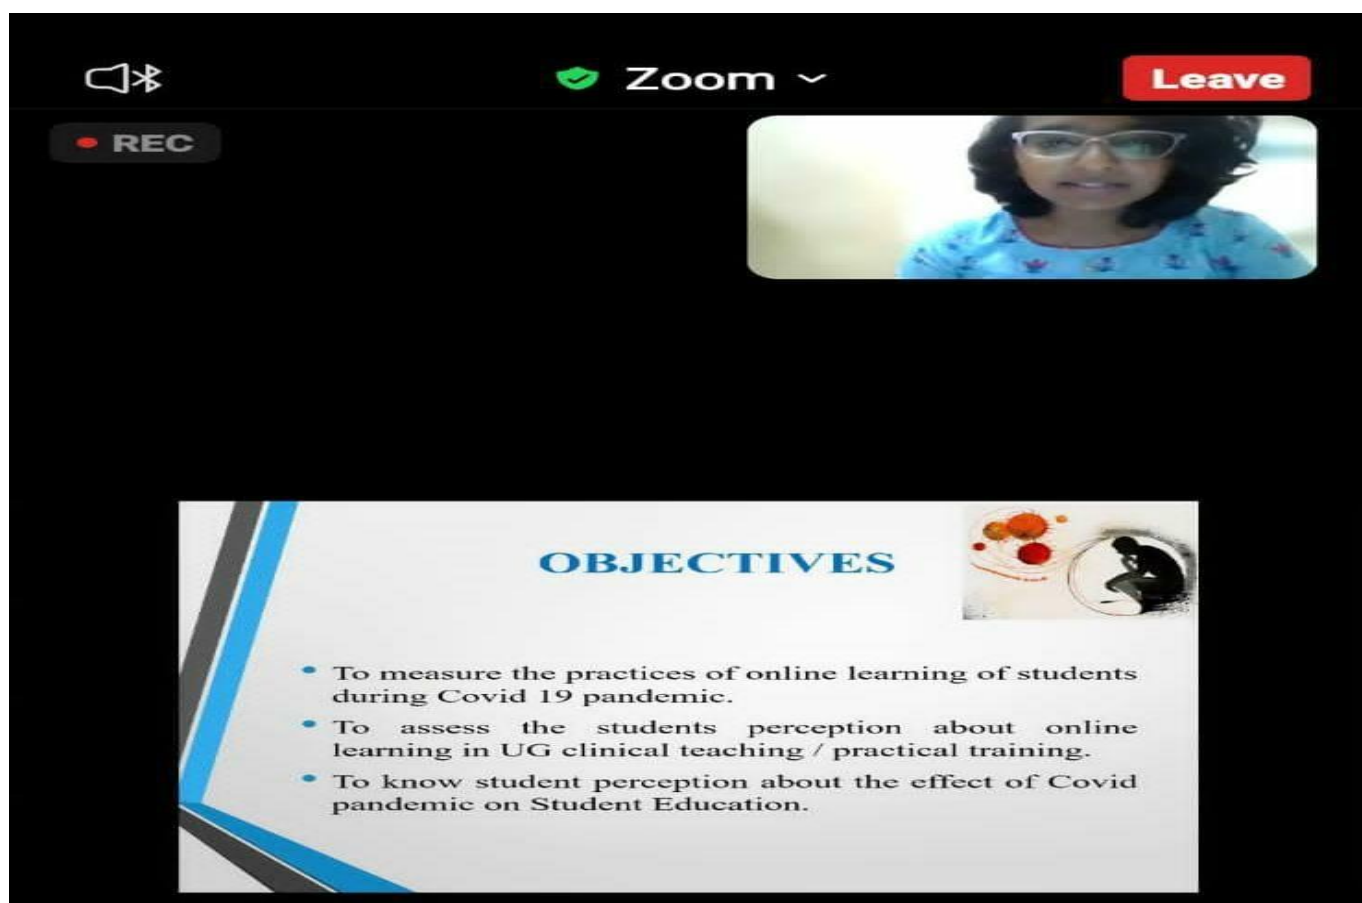 Zoom
Leave
REC
OBJECTIVES
• To measure the practices of online learning of students
during Covid 19 pandemic.
• To assess the students perception about online
learning in UG clinical teaching / practical training.
• To know student perception about the effect of Covid
pandemic on Student Education.